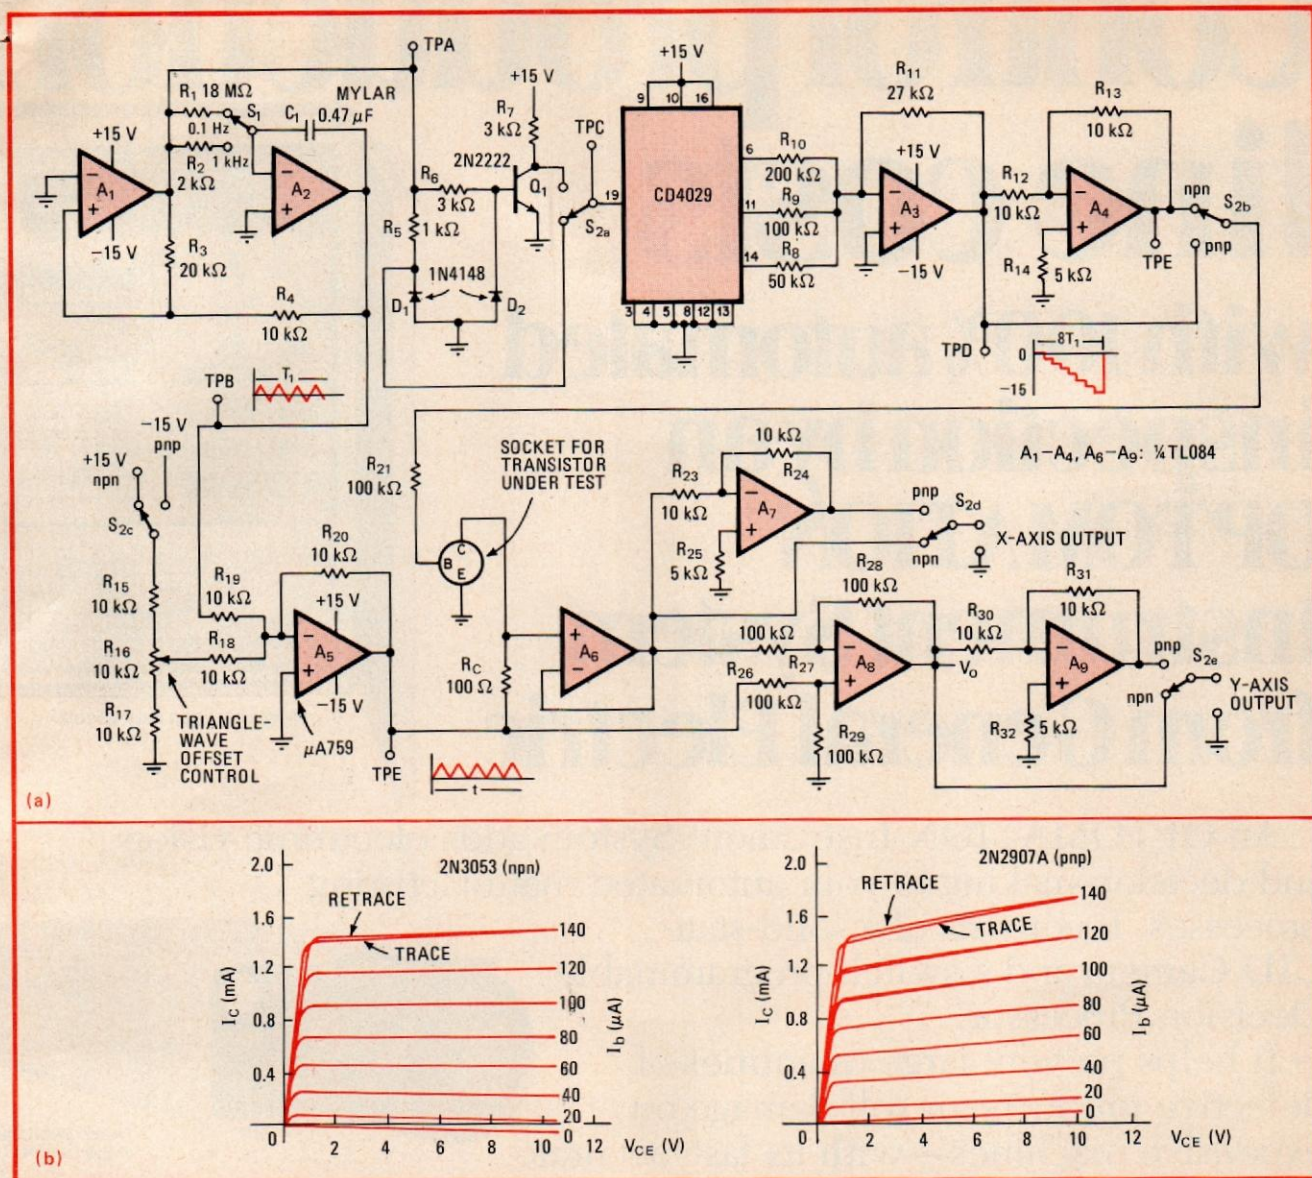 TPA
+15 V
R1 18 MΩ
0.1 Hz
S1
MYLAR
C1 0.47 µF
+15 V
R7
3 kΩ
TPC
9 10 16
R11
27 kΩ
R13
10 kΩ
+15 V
R2
2 kΩ
1 kHz
A1
−
+
−15 V
A2
−
+
R6
3 kΩ
2N2222
Q1
19
CD4029
6
R10
200 kΩ
11
R9
100 kΩ
14
R8
50 kΩ
+15 V
A3
−
+
−15 V
R12
10 kΩ
A4
−
+
npn
S2b
pnp
TPE
R14
5 kΩ
R3
20 kΩ
R4
10 kΩ
R5
1 kΩ
1N4148
D1
D2
S2a
3 4 5 8 12 13
TPD
0
−15
8T1
TPB
T1
−15 V
pnp
+15 V
npn
S2c
R21
100 kΩ
SOCKET FOR
TRANSISTOR
UNDER TEST
C
B
E
10 kΩ
R24
R23
10 kΩ
A7
−
+
R25
5 kΩ
A1–A4, A6–A9: ¼ TL084
pnp
S2d
npn
X-AXIS OUTPUT
R20
10 kΩ
R19
10 kΩ
R15
10 kΩ
R16
10 kΩ
R18
10 kΩ
R17
10 kΩ
+15 V
A5
−
+
−15 V
µA759
TRIANGLE-
WAVE
OFFSET
CONTROL
TPE
t
RC
100 Ω
A6
+
−
R28
100 kΩ
100 kΩ
R27
R26
100 kΩ
A8
−
+
R29
100 kΩ
Vo
R30
10 kΩ
R31
10 kΩ
A9
−
+
R32
5 kΩ
pnp
S2e
npn
Y-AXIS
OUTPUT
(a)
2N3053 (npn)
RETRACE
TRACE
IC (mA)
2.0
1.6
1.2
0.8
0.4
0
140
120
100
80
60
40
20
0
Ib (µA)
0 2 4 6 8 10 12 VCE (V)
2N2907A (pnp)
RETRACE
TRACE
IC (mA)
2.0
1.6
1.2
0.8
0.4
0
140
120
100
80
60
40
20
0
Ib (µA)
0 2 4 6 8 10 12 VCE (V)
(b)